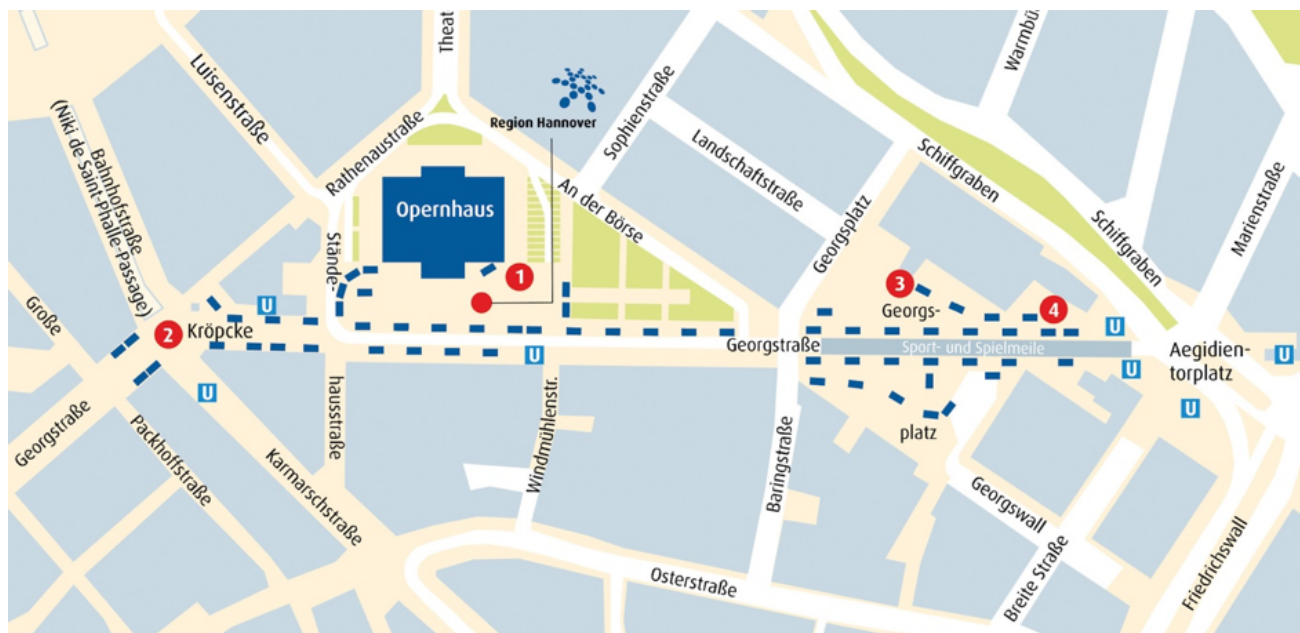 Theat
Warmbü
Luisenstraße
Region Hannover
Sophienstraße
Bahnhofstraße
(Niki de Saint-Phalle-Passage)
Rathenaustraße
Landschaftstraße
Schiffgraben
Marienstraße
Opernhaus
An der Börse
Georgsplatz
Schiffgraben
Stände-
1
3
Große
U
2
Kröpcke
Georgs-
4
U
Georgstraße
Sport- und Spielmeile
Aegidien-
torplatz
U
U
U
U
U
hausstraße
Windmühlenstr.
Georgstraße
Packhofstraße
Karmarschstraße
Baringstraße
platz
Georgswall
Osterstraße
Breite Straße
Friedrichswall